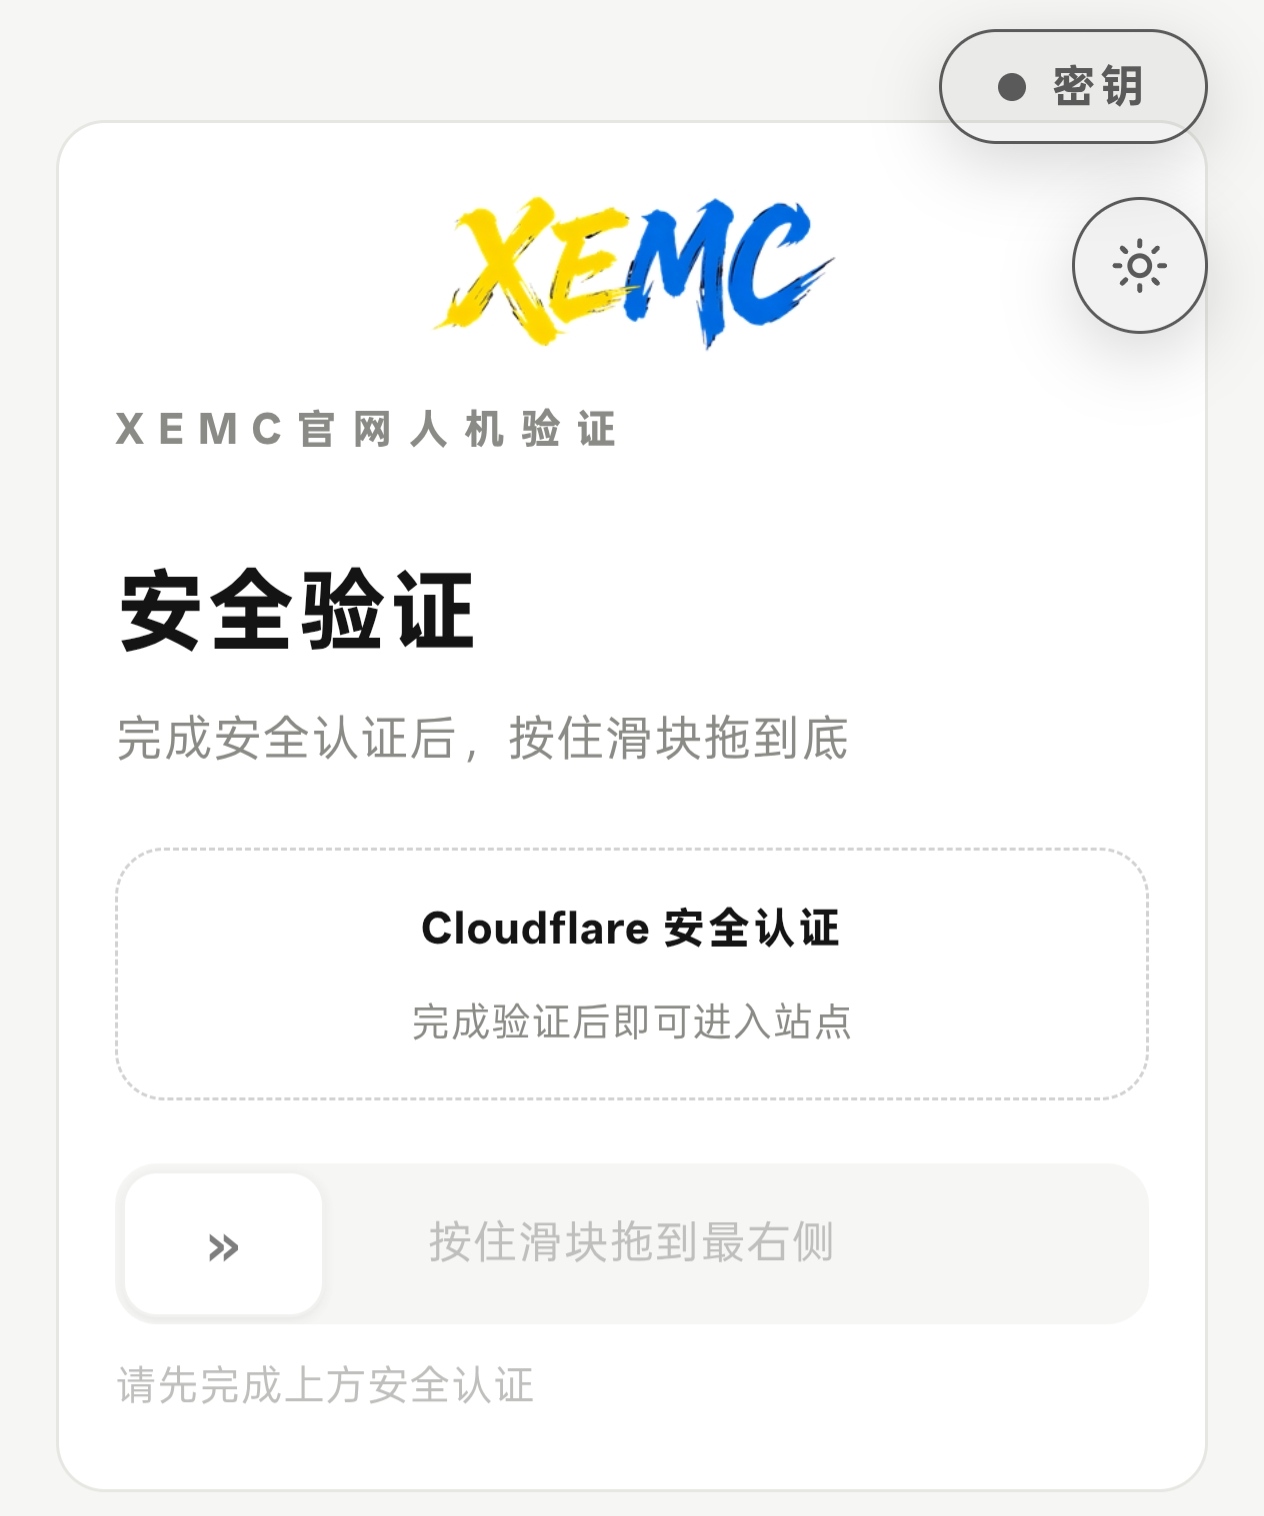 密钥
XEMC
XEMC官网人机验证
安全验证
完成安全认证后，按住滑块拖到底
Cloudflare 安全认证
完成验证后即可进入站点
»
按住滑块拖到最右侧
请先完成上方安全认证